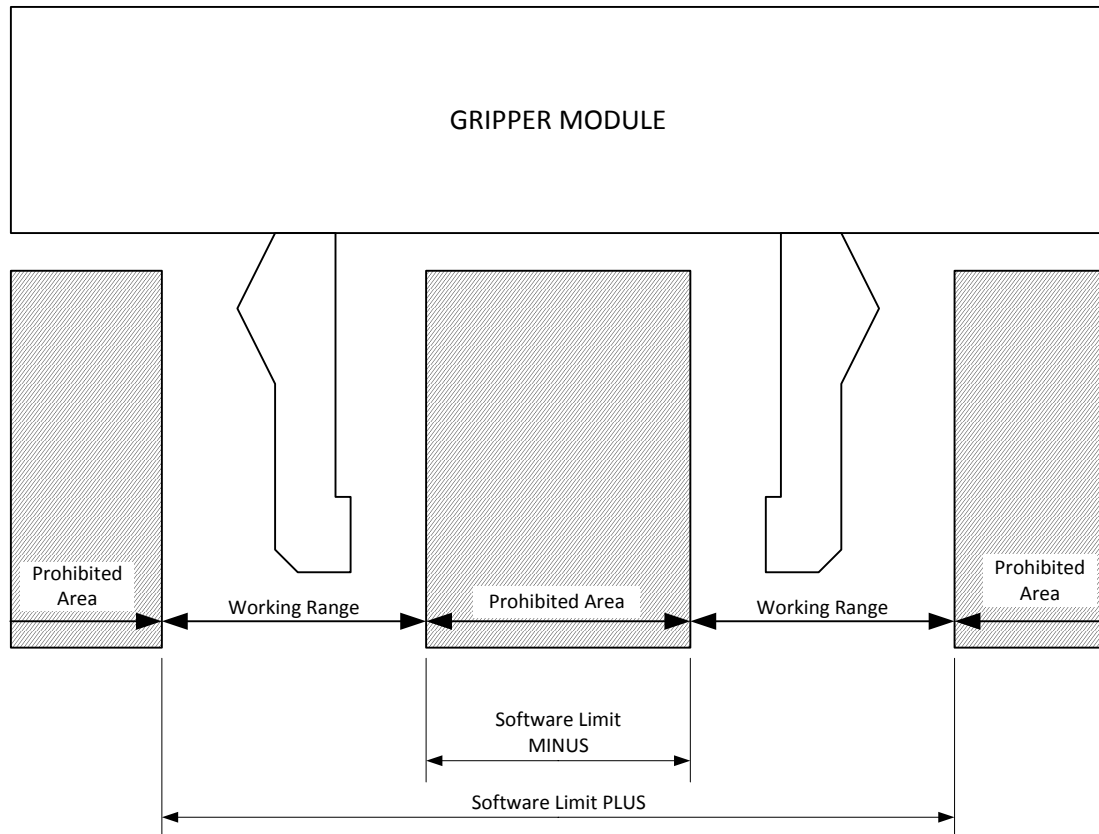 GRIPPER MODULE
Prohibited
Area
Working Range
Prohibited Area
Working Range
Prohibited
Area
Software Limit
MINUS
Software Limit PLUS